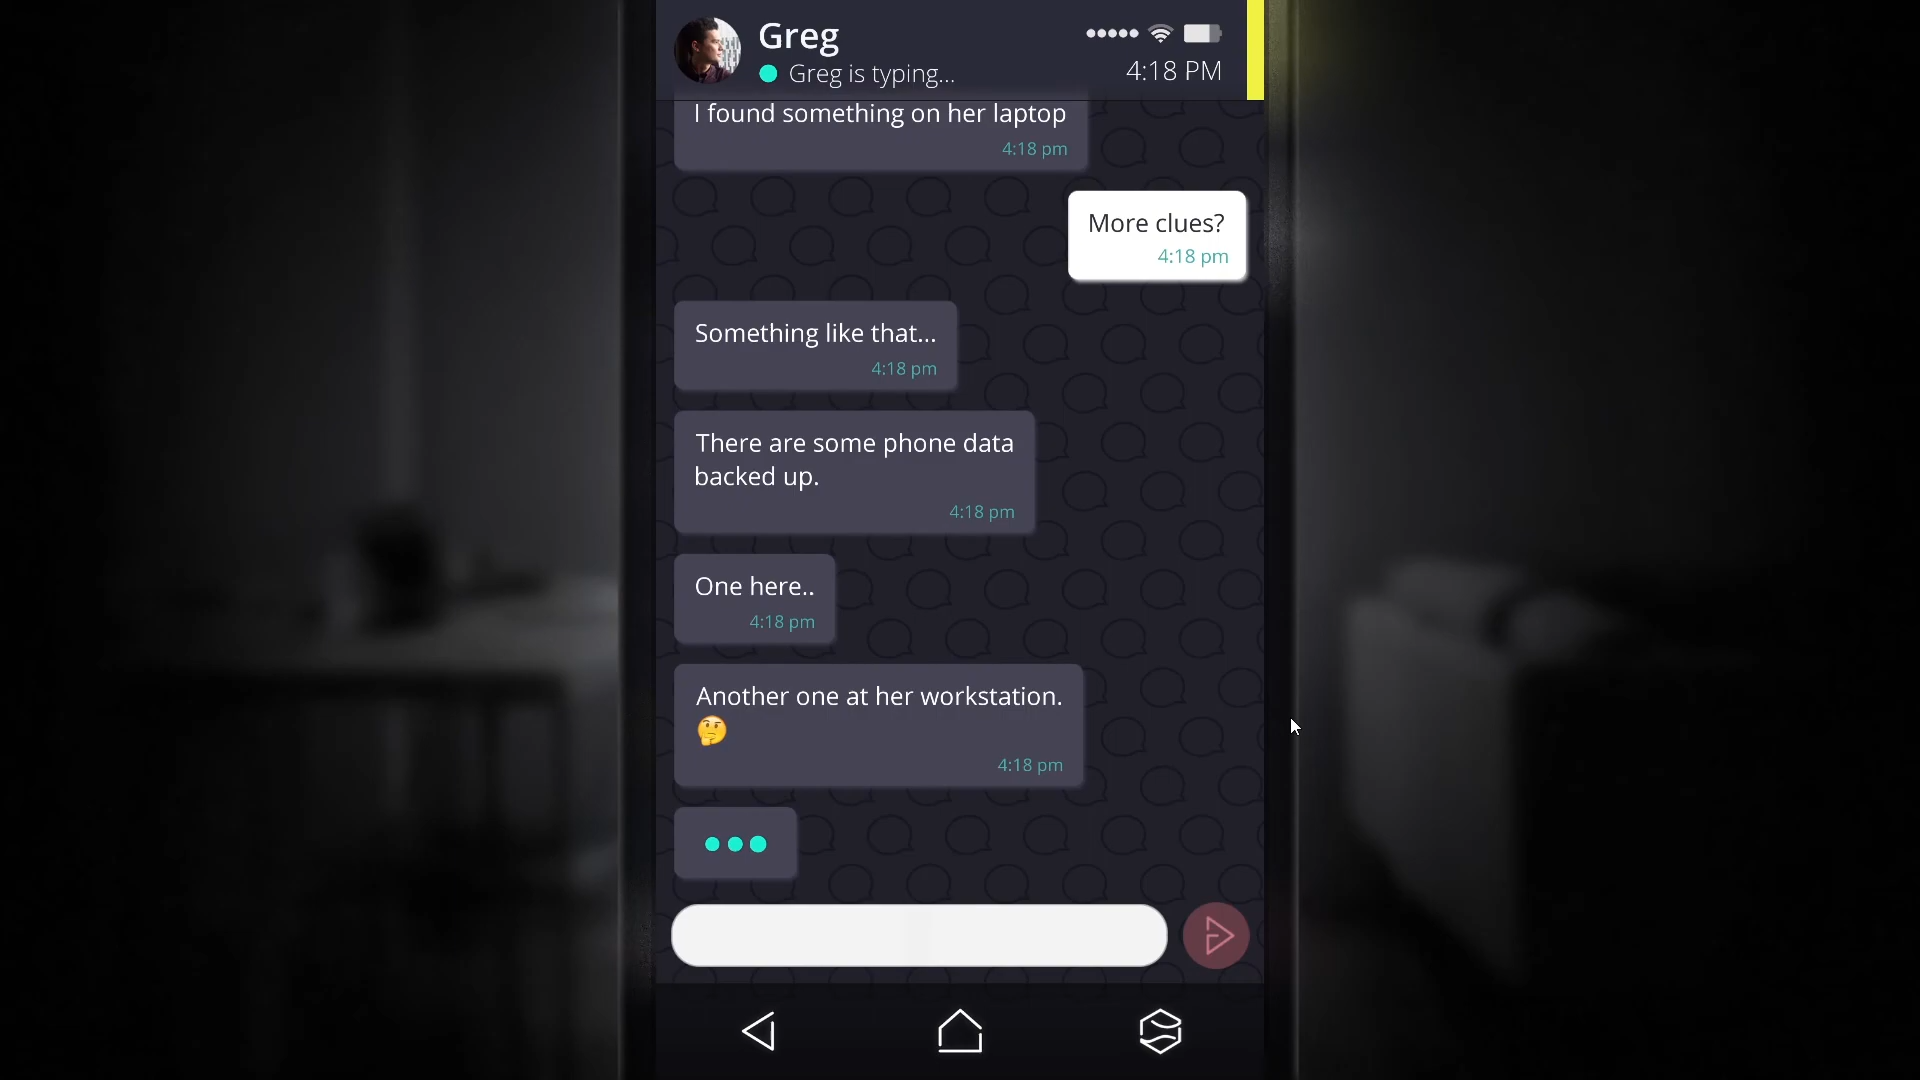 Greg
Greg is typing...
4:18 PM
I found something on her laptop
4:18 pm
More clues?
4:18 pm
Something like that...
4:18 pm
There are some phone data
backed up.
4:18 pm
One here..
4:18 pm
Another one at her workstation.
🤔
4:18 pm